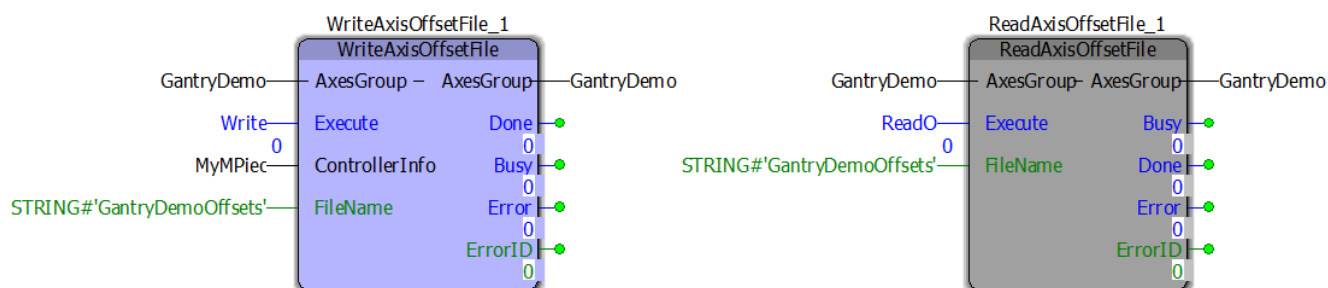 WriteAxisOffsetFile_1
WriteAxisOffsetFile
GantryDemo AxesGroup – AxesGroup GantryDemo
Write Execute Done
0 0
MyMPiec ControllerInfo Busy
0
STRING#'GantryDemoOffsets' FileName Error
0
ErrorID
0
ReadAxisOffsetFile_1
ReadAxisOffsetFile
GantryDemo AxesGroup – AxesGroup GantryDemo
ReadO Execute Busy
0 0
STRING#'GantryDemoOffsets' FileName Done
0
Error
0
ErrorID
0